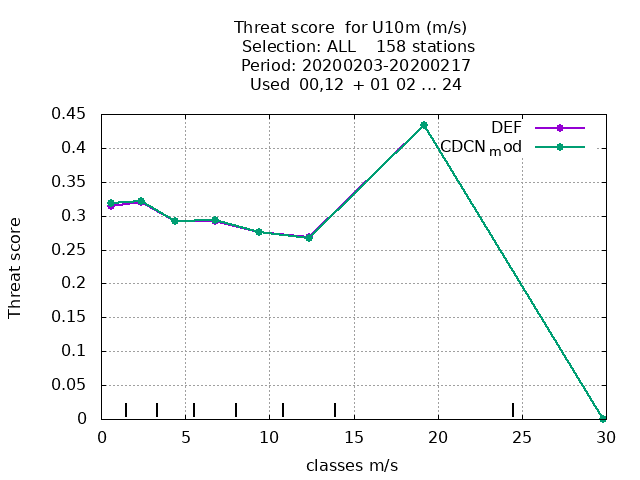 Threat score  for U10m (m/s)
Selection: ALL    158 stations
Period: 20200203-20200217
Used  00,12  + 01 02 ... 24
0.45
0.4
0.35
0.3
0.25
0.2
0.15
0.1
0.05
0
Threat score
DEF
CDCNmod
0 5 10 15 20 25 30
classes m/s